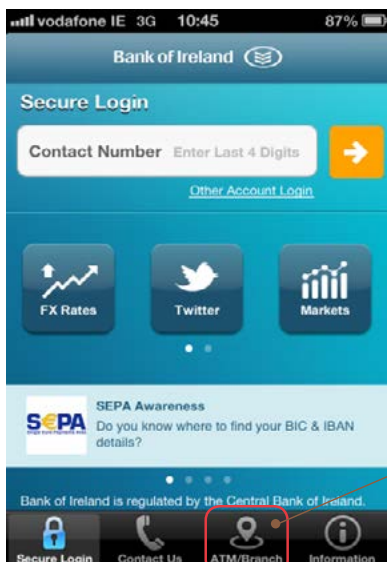 vodafone IE 3G 10:45 87%
Bank of Ireland
Secure Login
Contact Number Enter Last 4 Digits
Other Account Login
FX Rates Twitter Markets
S€PA
SEPA Awareness
Do you know where to find your BIC & IBAN
details?
Bank of Ireland is regulated by the Central Bank of Ireland.
Secure Login Contact Us ATM/Branch Information